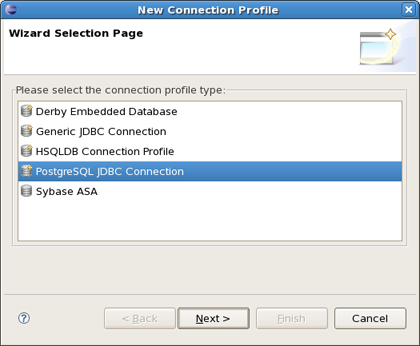 New Connection Profile
Wizard Selection Page
Please select the connection profile type:
Derby Embedded Database
Generic JDBC Connection
HSQLDB Connection Profile
PostgreSQL JDBC Connection
Sybase ASA
? < Back Next > Finish Cancel